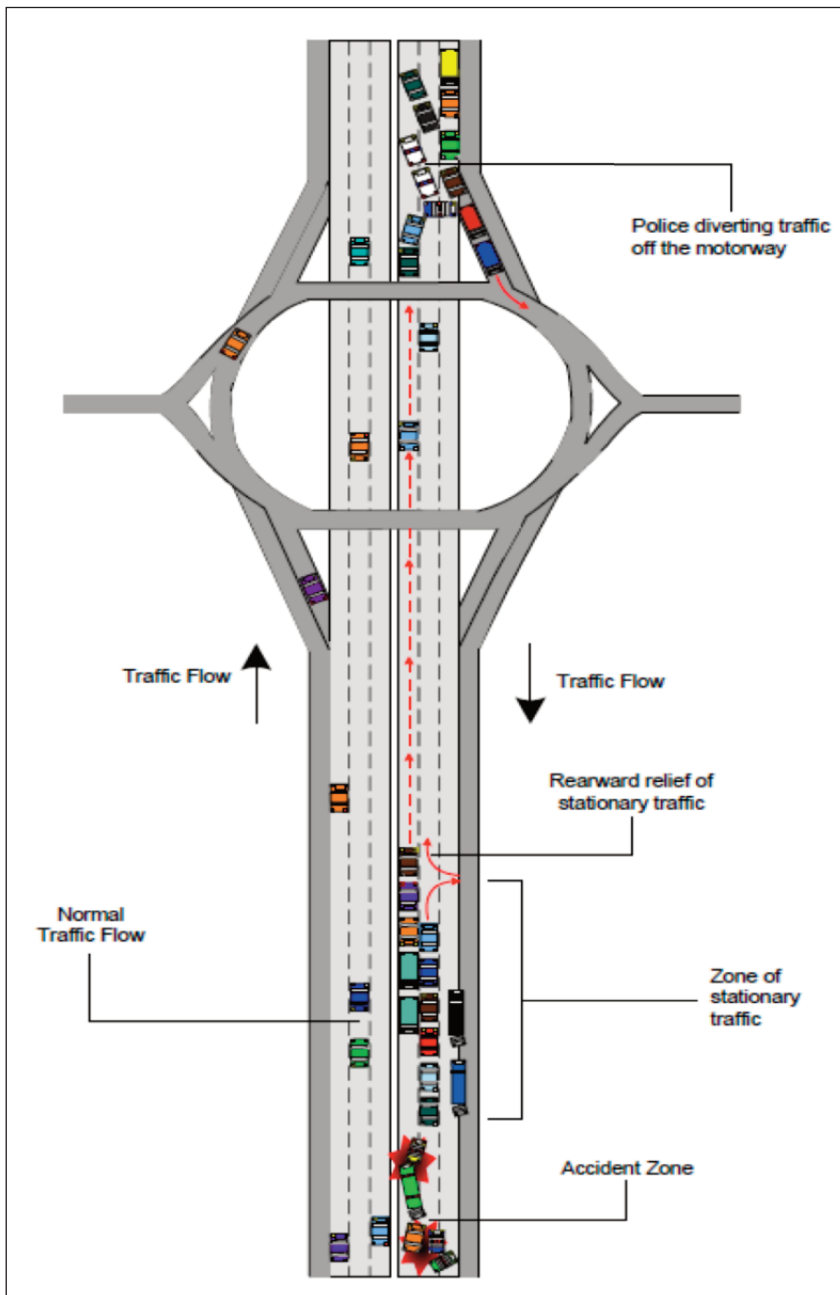 Police diverting traffic
off the motorway
Traffic Flow
Traffic Flow
Rearward relief of
stationary traffic
Normal
Traffic Flow
Zone of
stationary
traffic
Accident Zone